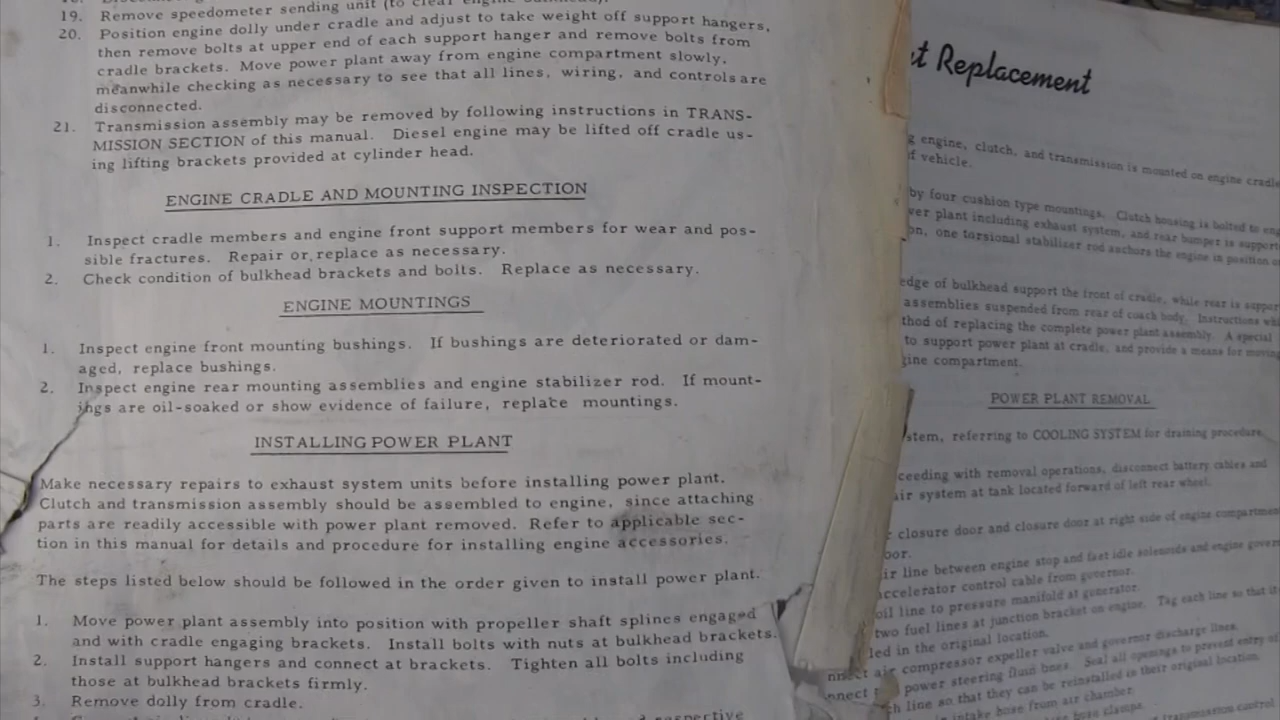 19. Remove speedometer sending unit (to clear engine
20. Position engine dolly under cradle and adjust to take weight off support hangers,
then remove bolts at upper end of each support hanger and remove bolts from
cradle brackets. Move power plant away from engine compartment slowly,
meanwhile checking as necessary to see that all lines, wiring, and controls are
disconnected.
21. Transmission assembly may be removed by following instructions in TRANS-
MISSION SECTION of this manual. Diesel engine may be lifted off cradle us-
ing lifting brackets provided at cylinder head.
ENGINE CRADLE AND MOUNTING INSPECTION
1. Inspect cradle members and engine front support members for wear and pos-
sible fractures. Repair or replace as necessary.
2. Check condition of bulkhead brackets and bolts. Replace as necessary.
ENGINE MOUNTINGS
1. Inspect engine front mounting bushings. If bushings are deteriorated or dam-
aged, replace bushings.
2. Inspect engine rear mounting assemblies and engine stabilizer rod. If mount-
ings are oil-soaked or show evidence of failure, replace mountings.
INSTALLING POWER PLANT
Make necessary repairs to exhaust system units before installing power plant.
Clutch and transmission assembly should be assembled to engine, since attaching
parts are readily accessible with power plant removed. Refer to applicable sec-
tion in this manual for details and procedure for installing engine accessories.
The steps listed below should be followed in the order given to install power plant.
1. Move power plant assembly into position with propeller shaft splines engaged
and with cradle engaging brackets. Install bolts with nuts at bulkhead brackets.
2. Install support hangers and connect at brackets. Tighten all bolts including
those at bulkhead brackets firmly.
3. Remove dolly from cradle.
t Replacement
g engine, clutch, and transmission is mounted on engine cradle
f vehicle.
by four cushion type mountings. Clutch housing is bolted to eng
wer plant including exhaust system, and rear bumper is support
on, one torsional stabilizer rod anchors the engine in position o
edge of bulkhead support the front of cradle, while rear is suppor
assemblies suspended from rear of coach body. Instructions whi
thod of replacing the complete power plant assembly. A special
to support power plant at cradle, and provide a means for moving
gine compartment.
POWER PLANT REMOVAL
stem, referring to COOLING SYSTEM for draining procedure.
ceeding with removal operations, disconnect battery cables and
air system at tank located forward of left rear wheel.
closure door and closure door at right side of engine compartmen
oor.
ir line between engine stop and fast idle solenoids and engine gover
accelerator control cable from governor.
oil line to pressure manifold at generator.
two fuel lines at junction bracket on engine. Tag each line so that it
led in the original location.
nnect air compressor expeller valve and governor discharge lines.
nnect power steering fluid lines. Seal all openings to prevent entry of
ch line so that they can be reinstalled in their original location.
intake hose from air chamber.